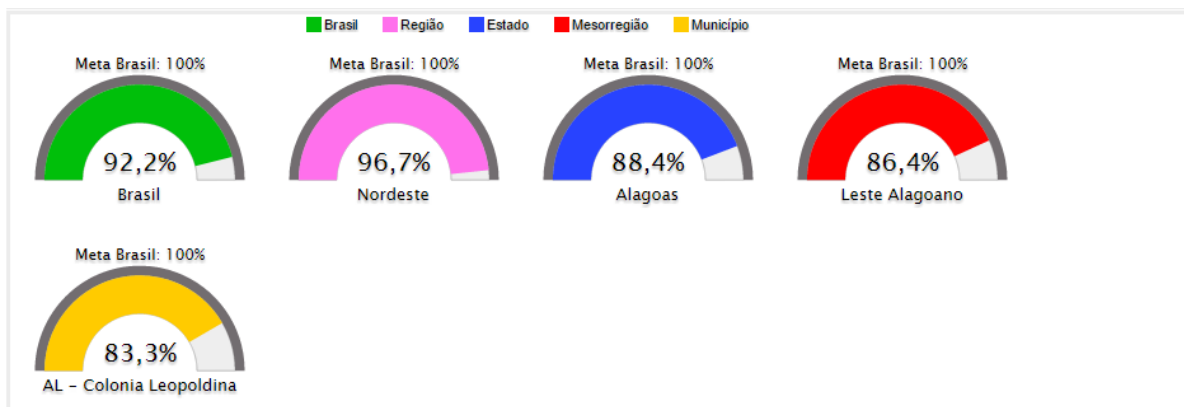 Brasil Região Estado Mesorregião Município
Meta Brasil: 100% Meta Brasil: 100% Meta Brasil: 100% Meta Brasil: 100%
92,2% 96,7% 88,4% 86,4%
Brasil Nordeste Alagoas Leste Alagoano
Meta Brasil: 100%
83,3%
AL - Colonia Leopoldina